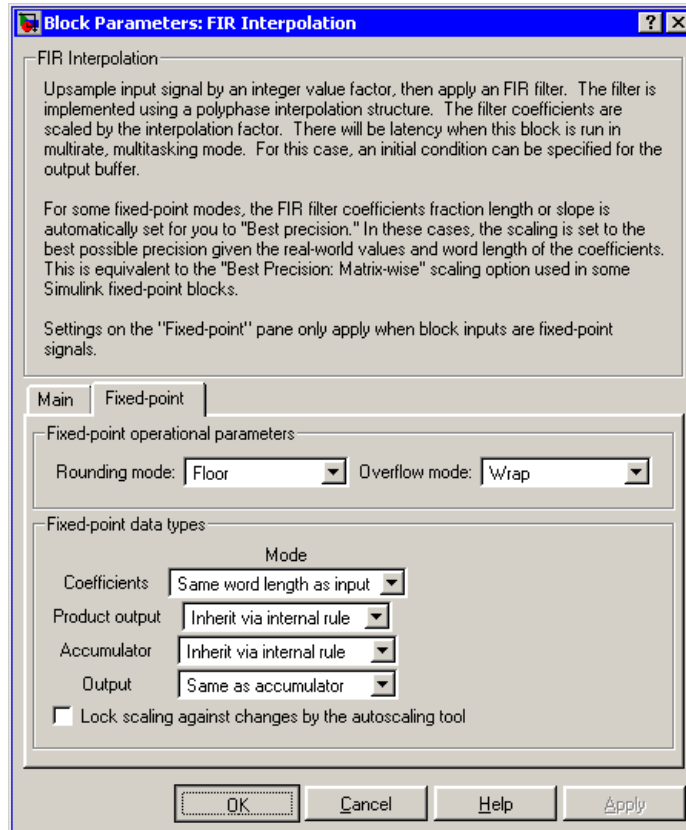 Block Parameters: FIR Interpolation
FIR Interpolation
Upsample input signal by an integer value factor, then apply an FIR filter. The filter is
implemented using a polyphase interpolation structure. The filter coefficients are
scaled by the interpolation factor. There will be latency when this block is run in
multirate, multitasking mode. For this case, an initial condition can be specified for the
output buffer.
For some fixed-point modes, the FIR filter coefficients fraction length or slope is
automatically set for you to "Best precision." In these cases, the scaling is set to the
best possible precision given the real-world values and word length of the coefficients.
This is equivalent to the "Best Precision: Matrix-wise" scaling option used in some
Simulink fixed-point blocks.
Settings on the "Fixed-point" pane only apply when block inputs are fixed-point
signals.
Main Fixed-point
Fixed-point operational parameters
Rounding mode: Floor Overflow mode: Wrap
Fixed-point data types
Mode
Coefficients Same word length as input
Product output Inherit via internal rule
Accumulator Inherit via internal rule
Output Same as accumulator
Lock scaling against changes by the autoscaling tool
OK Cancel Help Apply